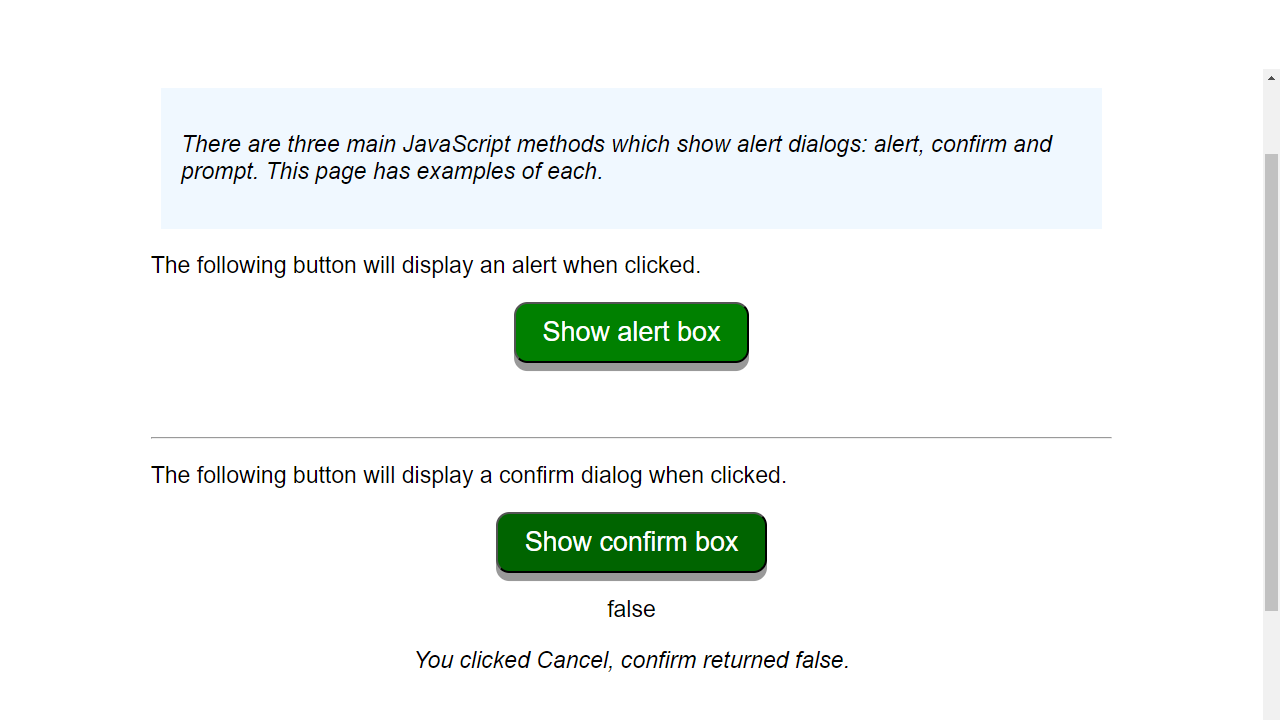 There are three main JavaScript methods which show alert dialogs: alert, confirm and
prompt. This page has examples of each.
The following button will display an alert when clicked.
Show alert box
The following button will display a confirm dialog when clicked.
Show confirm box
false
You clicked Cancel, confirm returned false.